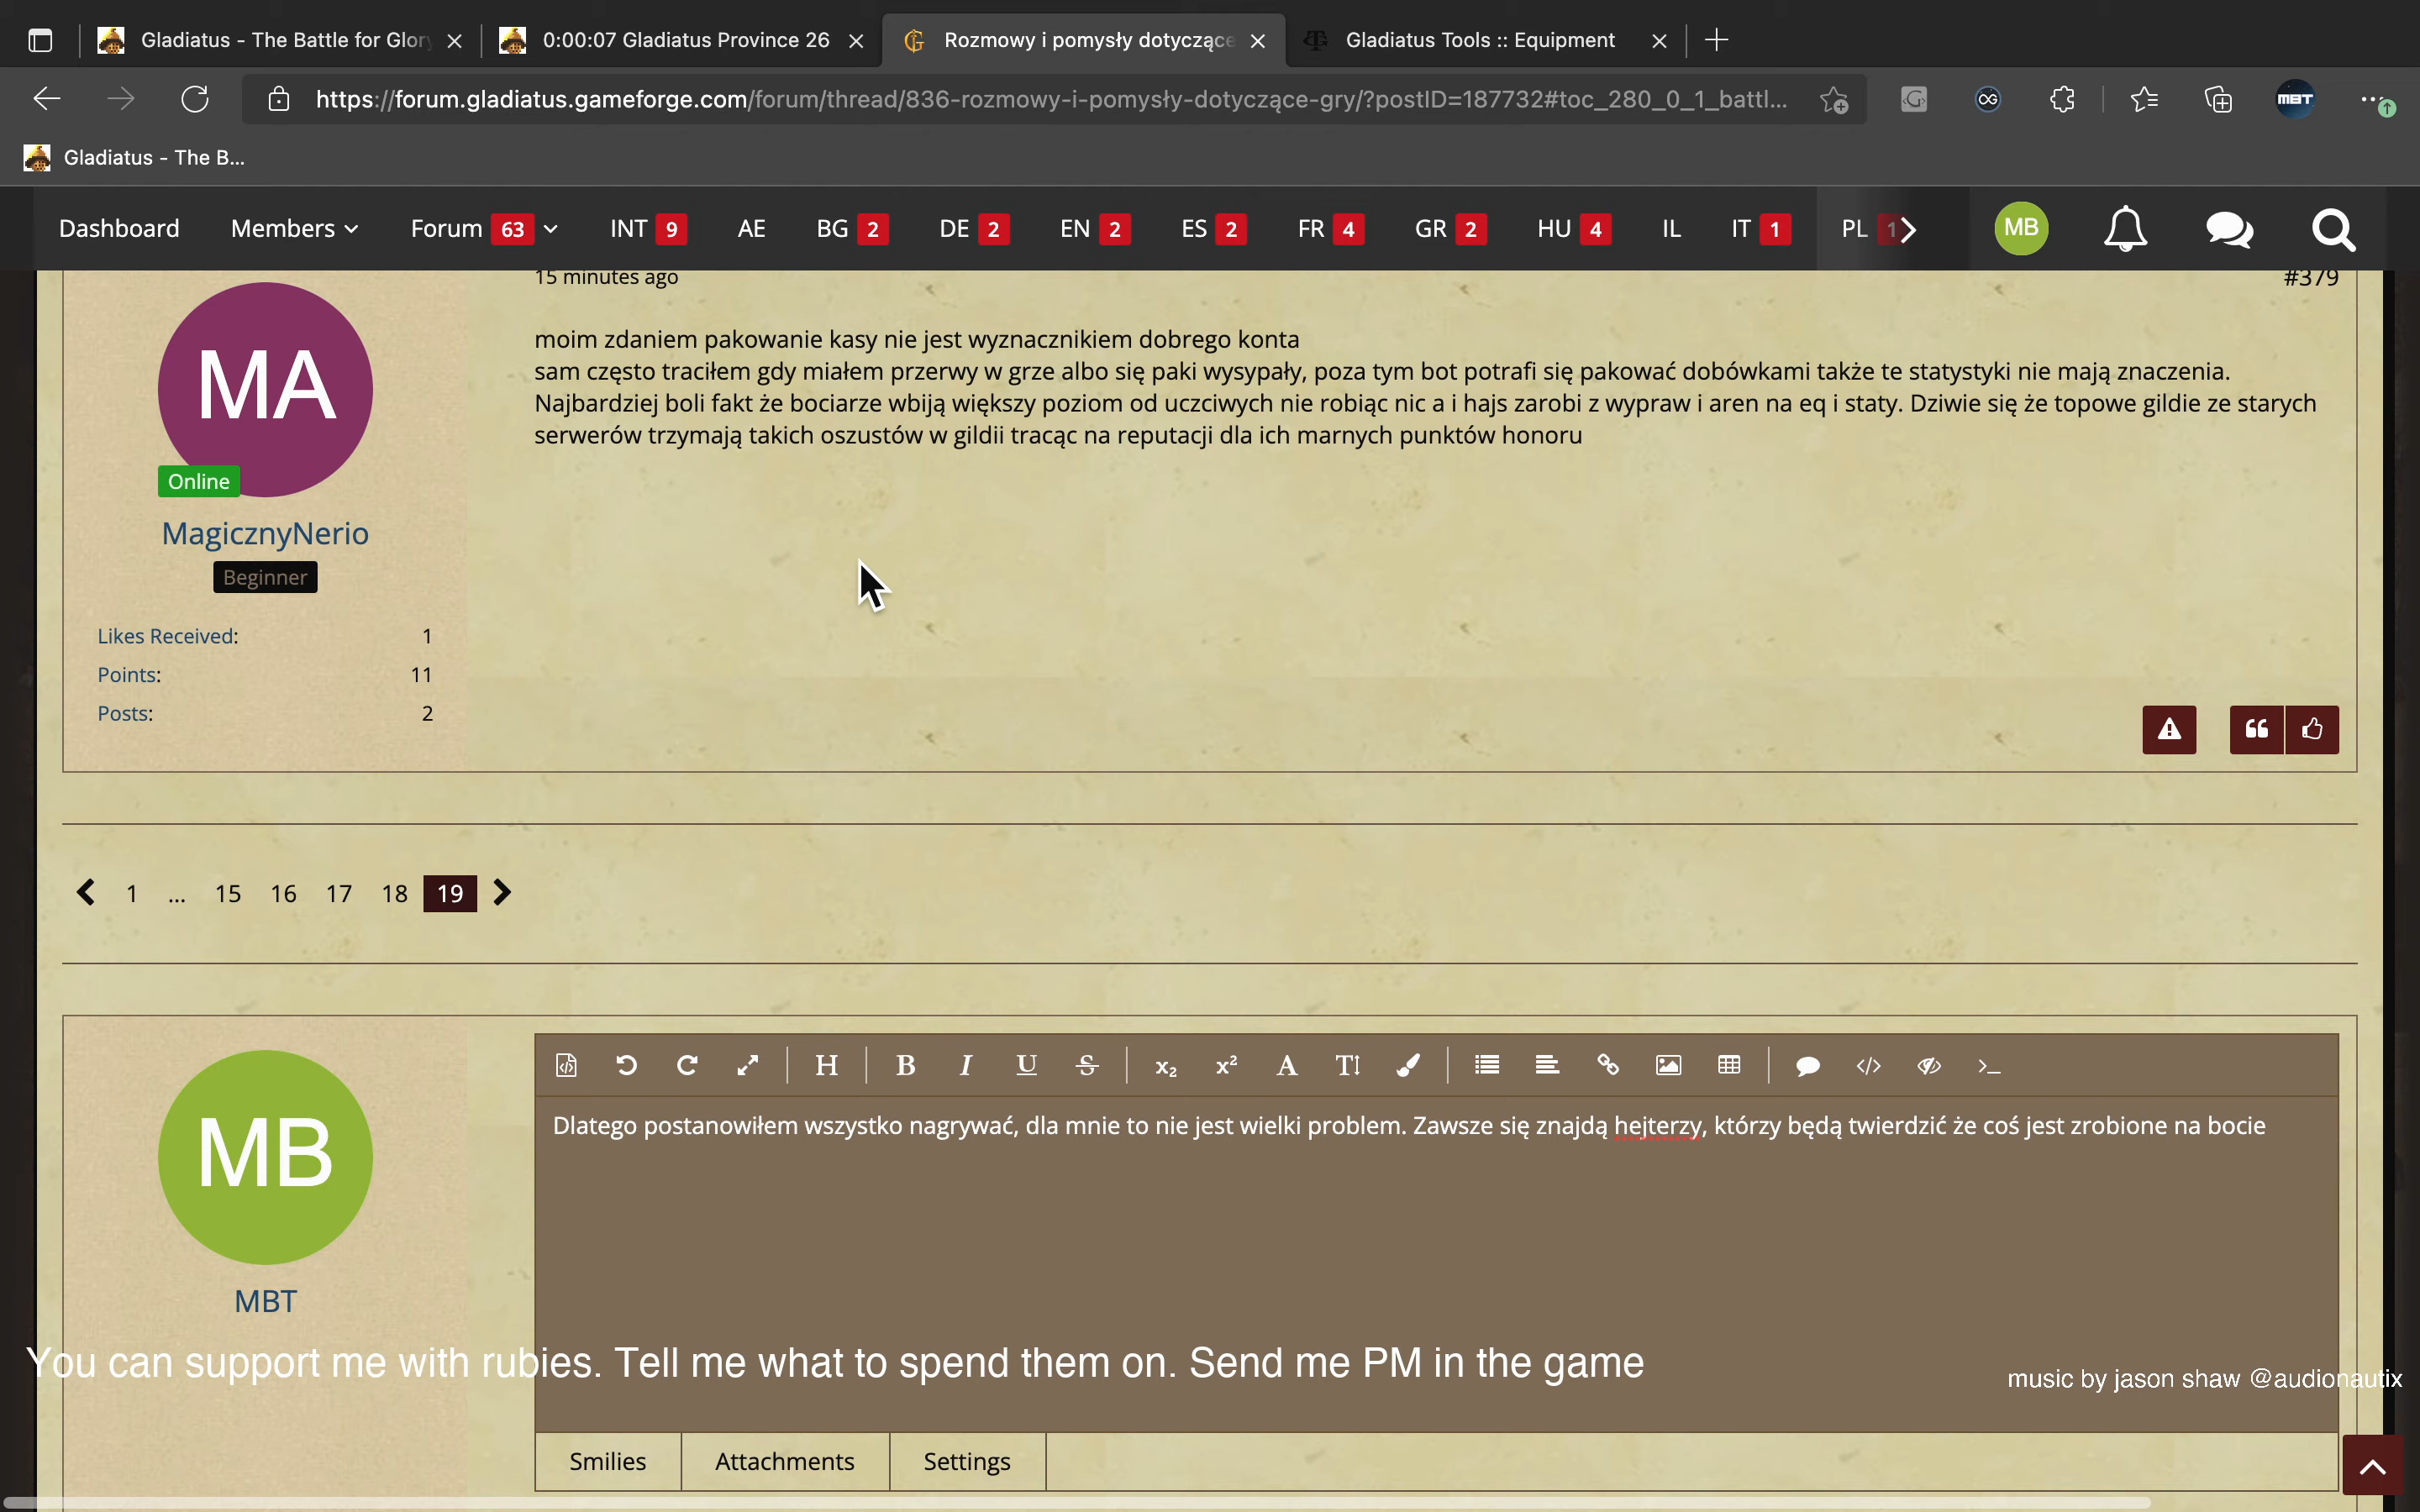 Gladiatus - The Battle for Glor
0:00:07 Gladiatus Province 26
Rozmowy i pomysły dotyczące
Gladiatus Tools :: Equipment
https://forum.gladiatus.gameforge.com/forum/thread/836-rozmowy-i-pomysły-dotyczące-gry/?postID=187732#toc_280_0_1_battl...
MBT
Gladiatus - The B...
Dashboard Members Forum 63 INT 9 AE BG 2 DE 2 EN 2 ES 2 FR 4 GR 2 HU 4 IL IT 1 PL 1 MB
15 minutes ago #379
moim zdaniem pakowanie kasy nie jest wyznacznikiem dobrego konta
sam często traciłem gdy miałem przerwy w grze albo się paki wysypały, poza tym bot potrafi się pakować dobówkami także te statystyki nie mają znaczenia.
Najbardziej boli fakt że bociarze wbiją większy poziom od uczciwych nie robiąc nic a i hajs zarobi z wypraw i aren na eq i staty. Dziwie się że topowe gildie ze starych
serwerów trzymają takich oszustów w gildii tracąc na reputacji dla ich marnych punktów honoru
MA
Online
MagicznyNerio
Beginner
Likes Received: 1
Points: 11
Posts: 2
1 ... 15 16 17 18 19
MB
MBT
H B I U S x₂ x² A T
Dlatego postanowiłem wszystko nagrywać, dla mnie to nie jest wielki problem. Zawsze się znajdą hejterzy, którzy będą twierdzić że coś jest zrobione na bocie
You can support me with rubies. Tell me what to spend them on. Send me PM in the game
music by jason shaw @audionautix
Smilies Attachments Settings